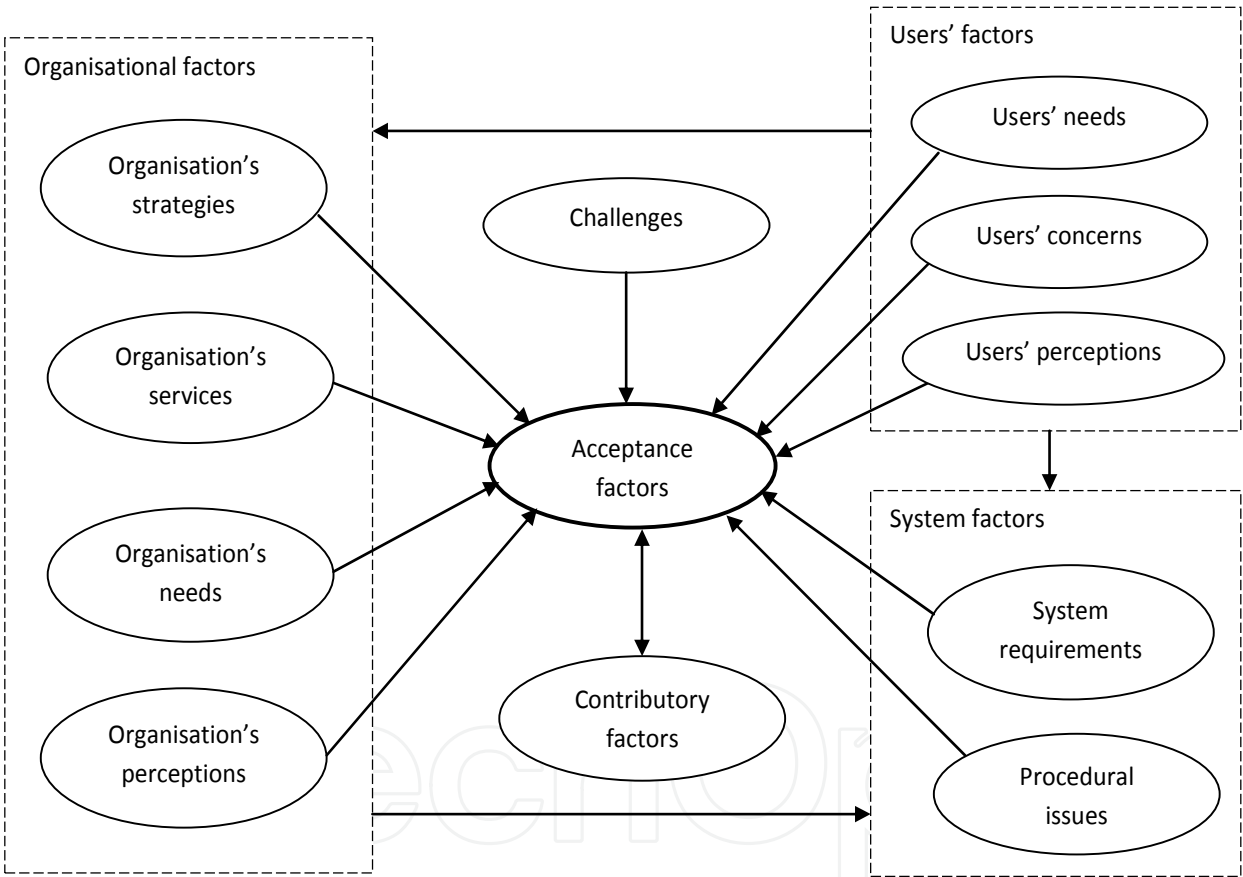 Organisational factors
Organisation's
strategies
Organisation's
services
Organisation's
needs
Organisation's
perceptions
Challenges
Acceptance
factors
Contributory
factors
Users' factors
Users' needs
Users' concerns
Users' perceptions
System factors
System
requirements
Procedural
issues